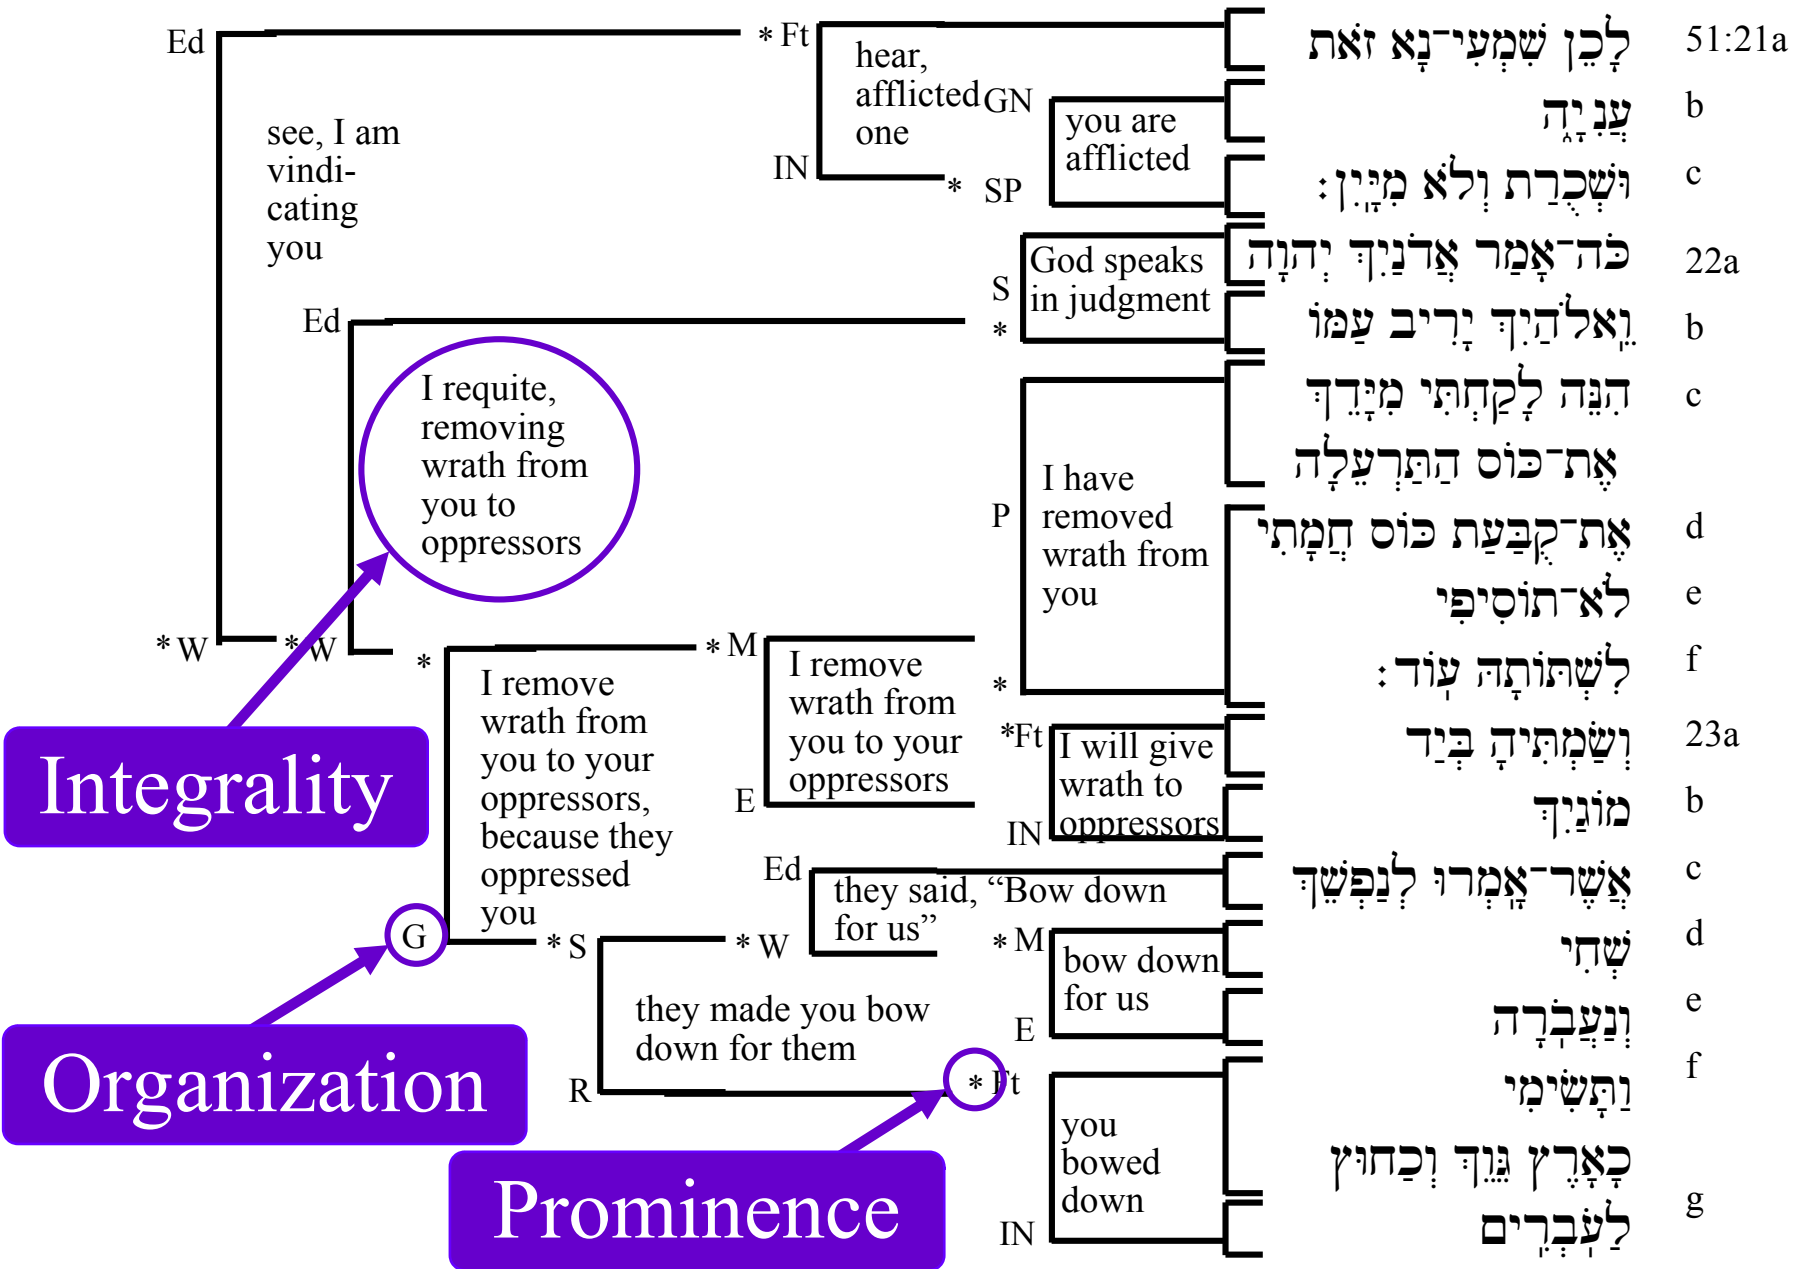 Ed
* Ft
hear,
afflicted
one
IN
*
GN
SP
you are
afflicted
see, I am
vindi-
cating
you
לָכֵן שִׁמְעִי־נָא זֹאת 51:21a
עֲנִיָּה b
וּשְׁכֻרַת וְלֹא מִיָּיִן׃ c
כֹּה־אָמַר אֲדֹנַיִךְ יְהוָה 22a
וֵאלֹהַיִךְ יָרִיב עַמּוֹ b
הִנֵּה לָקַחְתִּי מִיָּדֵךְ c
אֶת־כּוֹס הַתַּרְעֵלָה
אֶת־קֻבַּעַת כּוֹס חֲמָתִי d
לֹא־תוֹסִיפִי e
לִשְׁתּוֹתָהּ עוֹד׃ f
וְשַׂמְתִּיהָ בְּיַד 23a
מוֹגַיִךְ b
אֲשֶׁר־אָמְרוּ לְנַפְשֵׁךְ c
שְׁחִי d
וְנַעֲבֹרָה e
וַתָּשִׂימִי f
כָאָרֶץ גֵּוֵךְ וְכַחוּץ
לַעֹבְרִים g
S
*
God speaks
in judgment
Ed
I requite,
removing
wrath from
you to
oppressors
P
*
I have
removed
wrath from
you
* W
* W
*
I remove
wrath from
you to your
oppressors,
because they
oppressed
you
* M
E
I remove
wrath from
you to your
oppressors
*Ft
IN
I will give
wrath to
oppressors
Integrality
G
* S
Ed
* W
they said, “Bow down
for us”
* M
E
bow down
for us
R
they made you bow
down for them
* Ft
IN
you
bowed
down
Organization
Prominence